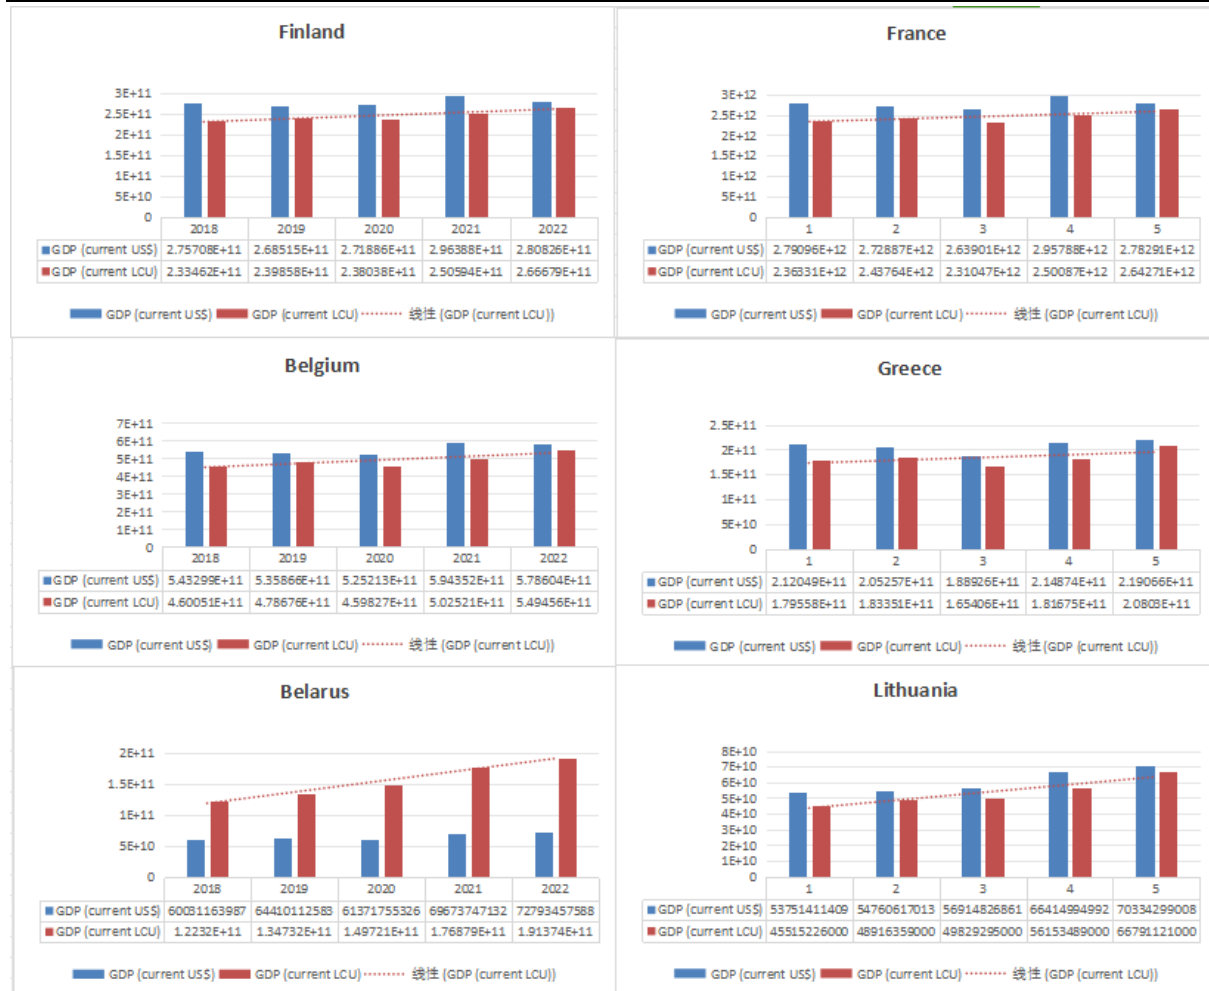 Finland
3E+11
2.5E+11
2E+11
1.5E+11
1E+11
5E+10
0
2018 2019 2020 2021 2022
GDP (current US$) 2.75708E+11 2.68515E+11 2.71886E+11 2.96388E+11 2.80826E+11
GDP (current LCU) 2.33462E+11 2.39858E+11 2.38038E+11 2.50594E+11 2.66679E+11
GDP (current US$) GDP (current LCU) 线性 (GDP (current LCU))
France
3E+12
2.5E+12
2E+12
1.5E+12
1E+12
5E+11
0
1 2 3 4 5
GDP (current US$) 2.79096E+12 2.72887E+12 2.63901E+12 2.95788E+12 2.78291E+12
GDP (current LCU) 2.36331E+12 2.43764E+12 2.31047E+12 2.50087E+12 2.64271E+12
GDP (current US$) GDP (current LCU) 线性 (GDP (current LCU))
Belgium
7E+11
6E+11
5E+11
4E+11
3E+11
2E+11
1E+11
0
2018 2019 2020 2021 2022
GDP (current US$) 5.43299E+11 5.35866E+11 5.25213E+11 5.94352E+11 5.78604E+11
GDP (current LCU) 4.60051E+11 4.78676E+11 4.59827E+11 5.02521E+11 5.49456E+11
GDP (current US$) GDP (current LCU) 线性 (GDP (current LCU))
Greece
2.5E+11
2E+11
1.5E+11
1E+11
5E+10
0
1 2 3 4 5
GDP (current US$) 2.12049E+11 2.05257E+11 1.88926E+11 2.14874E+11 2.19066E+11
GDP (current LCU) 1.79558E+11 1.83351E+11 1.65406E+11 1.81675E+11 2.0803E+11
GDP (current US$) GDP (current LCU) 线性 (GDP (current LCU))
Belarus
2E+11
1.5E+11
1E+11
5E+10
0
2018 2019 2020 2021 2022
GDP (current US$) 60031163987 64410112583 61371755326 69673747132 72793457588
GDP (current LCU) 1.2232E+11 1.34732E+11 1.49721E+11 1.76879E+11 1.91374E+11
GDP (current US$) GDP (current LCU) 线性 (GDP (current LCU))
Lithuania
8E+10
7E+10
6E+10
5E+10
4E+10
3E+10
2E+10
1E+10
0
1 2 3 4 5
GDP (current US$) 53751411409 54760617013 56914826861 66414994992 70334299008
GDP (current LCU) 45515226000 48916359000 49829295000 56153489000 66791121000
GDP (current US$) GDP (current LCU) 线性 (GDP (current LCU))